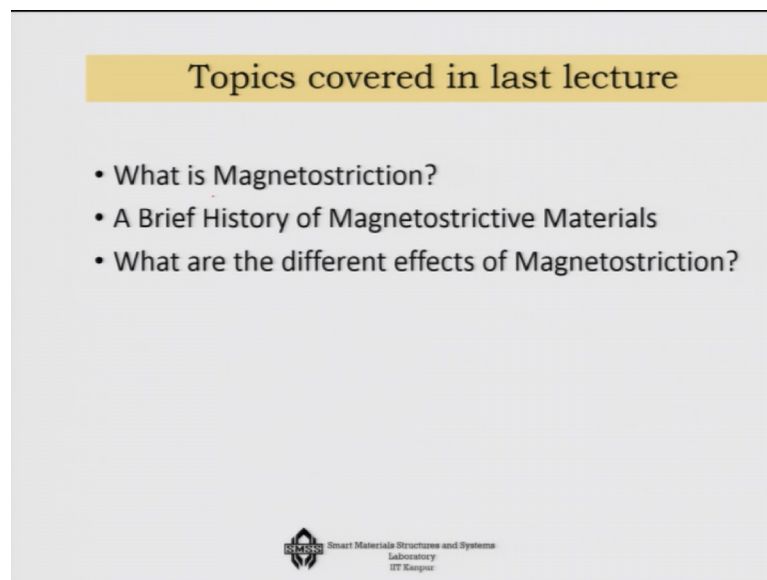 Topics covered in last lecture
• What is Magnetostriction?
• A Brief History of Magnetostrictive Materials
• What are the different effects of Magnetostriction?
SMSS
Smart Materials Structures and Systems
Laboratory
IIT Kanpur